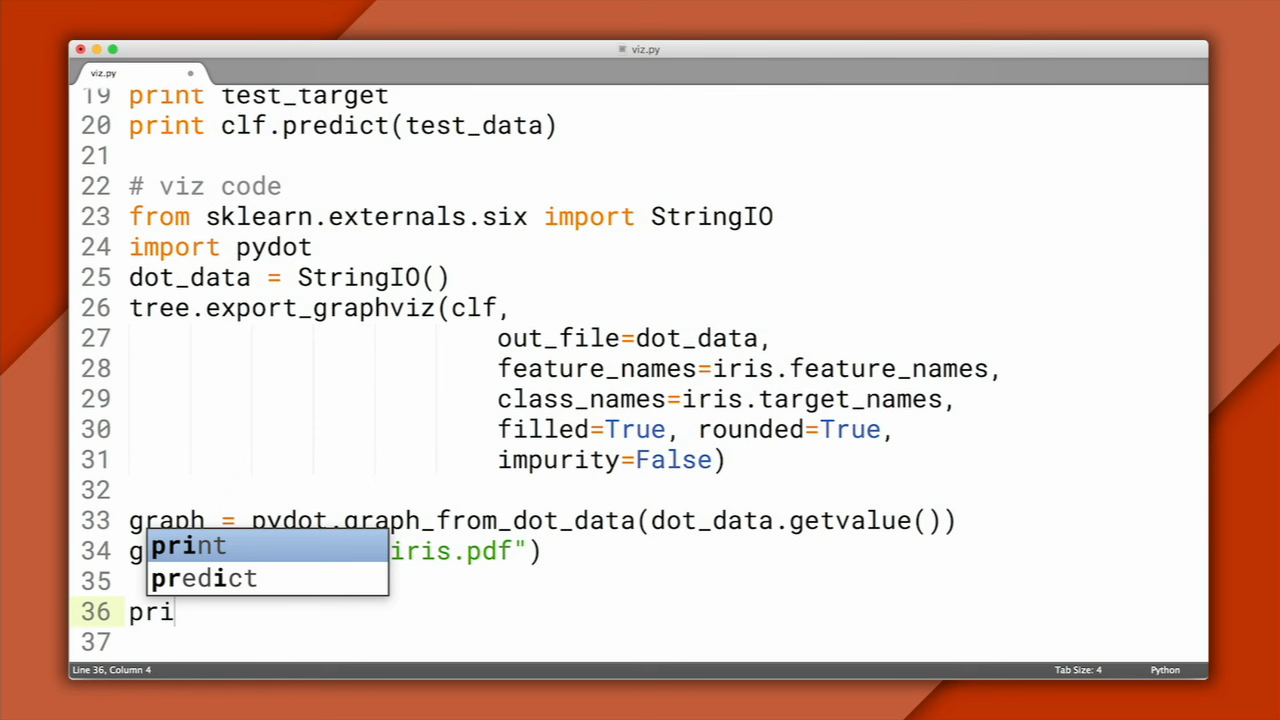 viz.py
viz.py
19 print test_target
20 print clf.predict(test_data)
21
22 # viz code
23 from sklearn.externals.six import StringIO
24 import pydot
25 dot_data = StringIO()
26 tree.export_graphviz(clf,
27 out_file=dot_data,
28 feature_names=iris.feature_names,
29 class_names=iris.target_names,
30 filled=True, rounded=True,
31 impurity=False)
32
33 graph = pydot.graph_from_dot_data(dot_data.getvalue())
print
34 g iris.pdf")
35
predict
36 pri
37
Line 36, Column 4 Tab Size: 4 Python